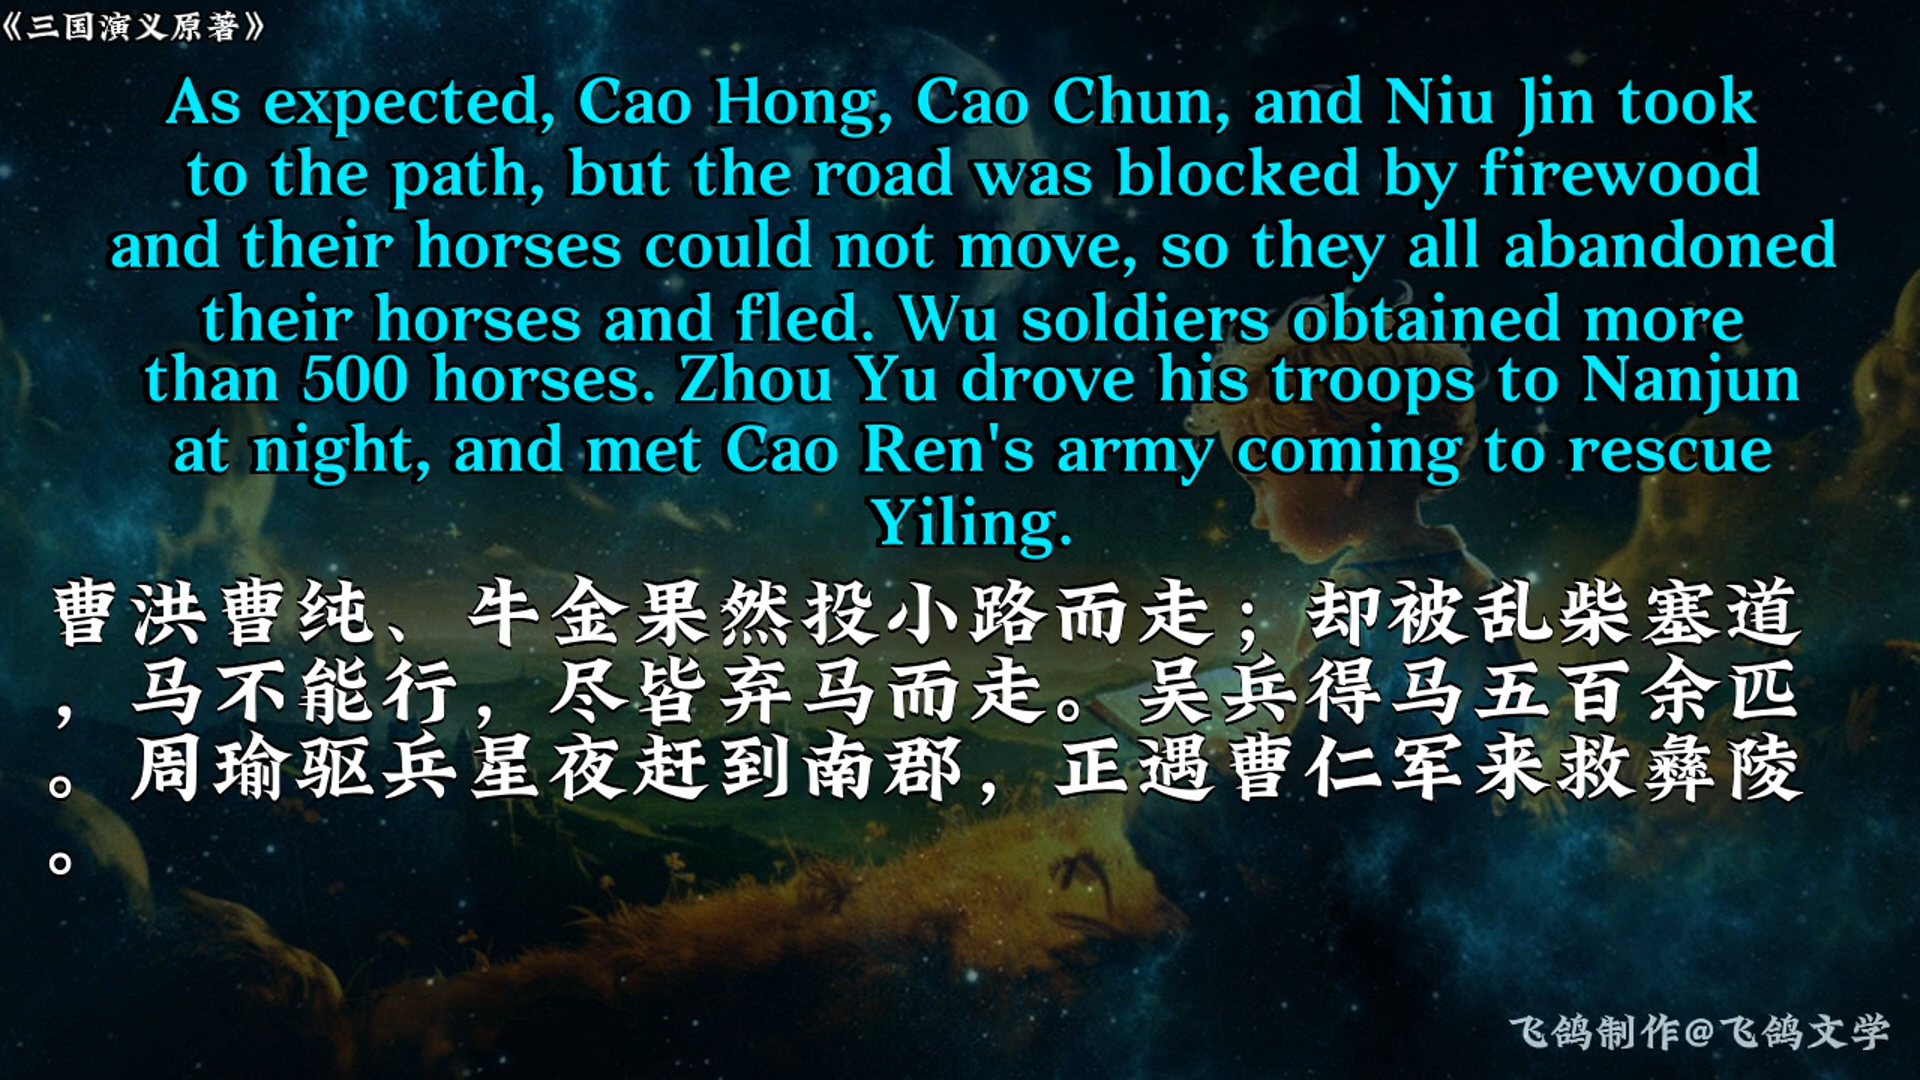 《三国演义原著》
As expected, Cao Hong, Cao Chun, and Niu Jin took
to the path, but the road was blocked by firewood
and their horses could not move, so they all abandoned
their horses and fled. Wu soldiers obtained more
than 500 horses. Zhou Yu drove his troops to Nanjun
at night, and met Cao Ren's army coming to rescue
Yiling.
曹洪曹纯、牛金果然投小路而走；却被乱柴塞道
，马不能行，尽皆弃马而走。吴兵得马五百余匹
。周瑜驱兵星夜赶到南郡，正遇曹仁军来救彝陵
。
飞鸽制作@飞鸽文学